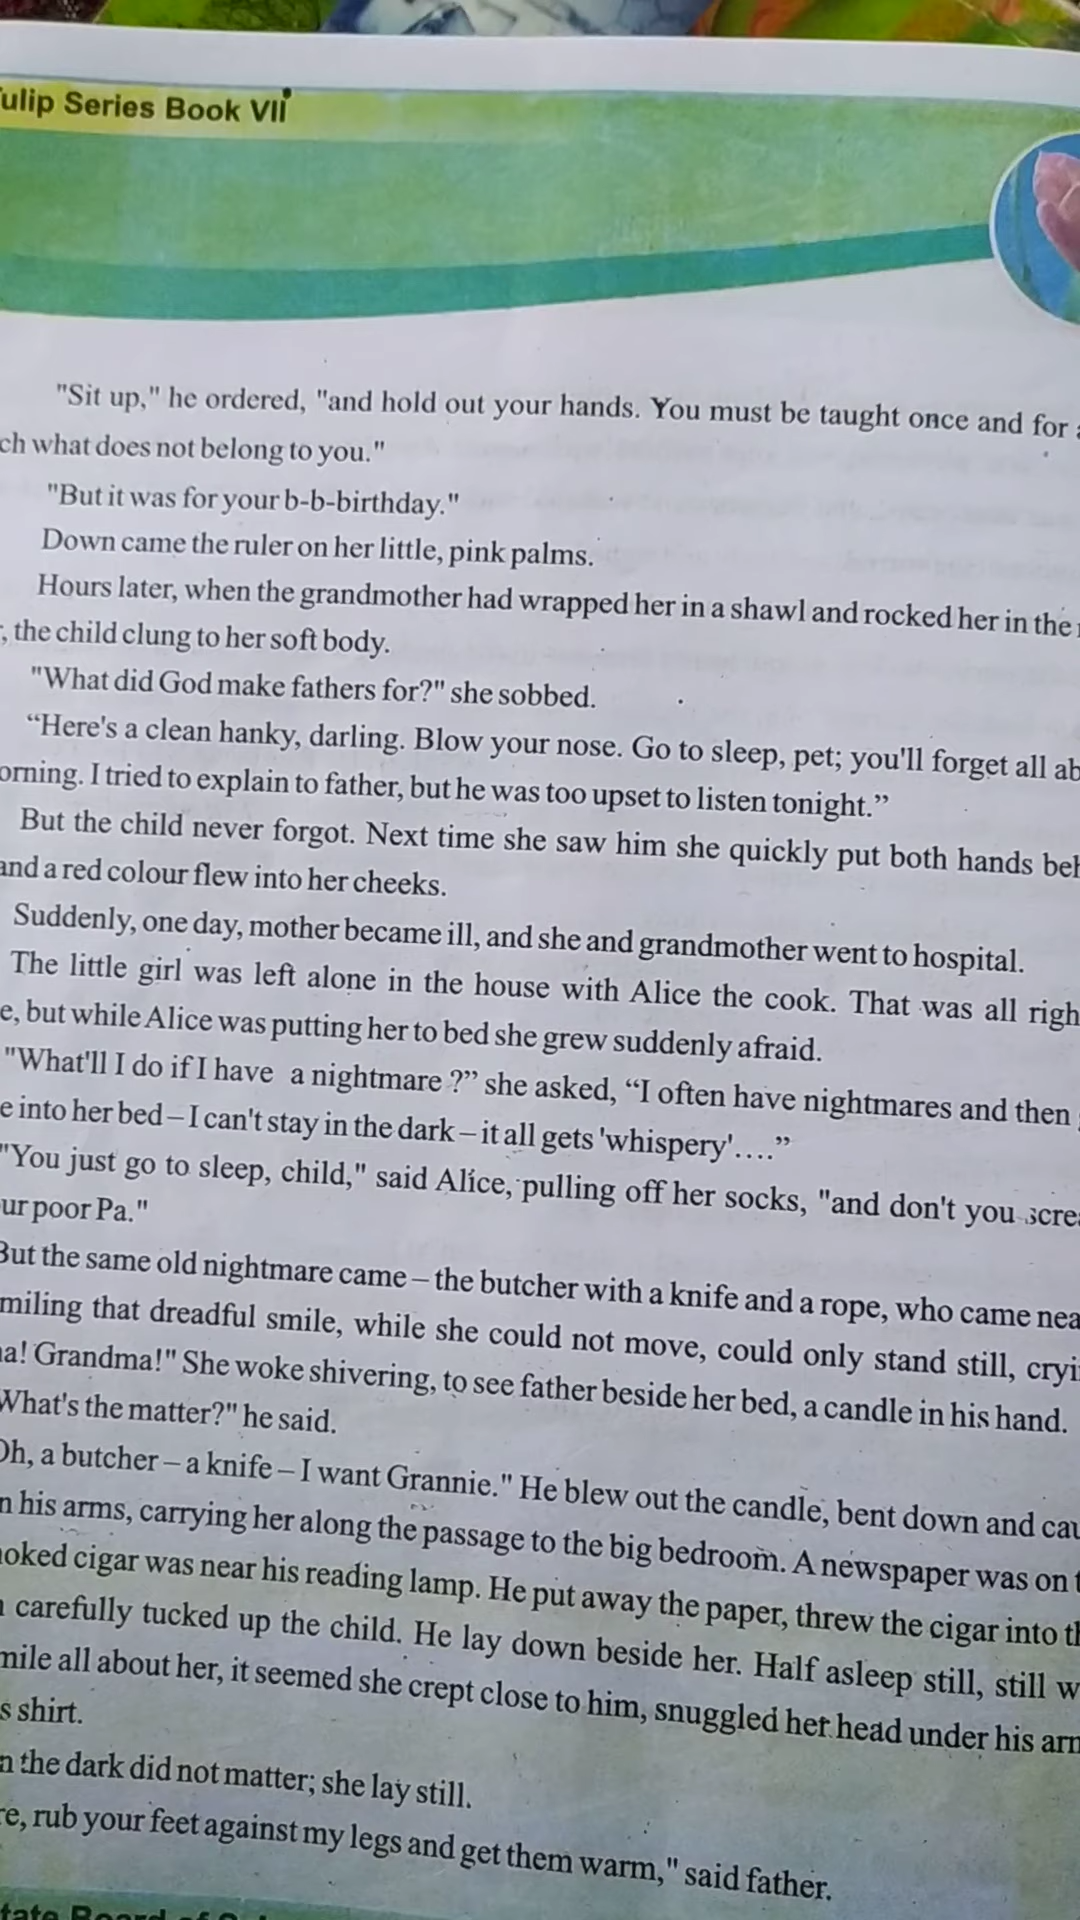 ulip Series Book VII
"Sit up," he ordered, "and hold out your hands. You must be taught once and for
ch what does not belong to you."
"But it was for your b-b-birthday."
Down came the ruler on her little, pink palms.
Hours later, when the grandmother had wrapped her in a shawl and rocked her in the
, the child clung to her soft body.
"What did God make fathers for?" she sobbed.
“Here's a clean hanky, darling. Blow your nose. Go to sleep, pet; you'll forget all ab
orning. I tried to explain to father, but he was too upset to listen tonight.”
But the child never forgot. Next time she saw him she quickly put both hands beh
and a red colour flew into her cheeks.
Suddenly, one day, mother became ill, and she and grandmother went to hospital.
The little girl was left alone in the house with Alice the cook. That was all righ
e, but while Alice was putting her to bed she grew suddenly afraid.
"What'll I do if I have a nightmare ?” she asked, “I often have nightmares and then
e into her bed – I can't stay in the dark – it all gets 'whispery'....”
"You just go to sleep, child," said Alice, pulling off her socks, "and don't you screa
ur poor Pa."
But the same old nightmare came – the butcher with a knife and a rope, who came nea
miling that dreadful smile, while she could not move, could only stand still, cryi
a! Grandma!" She woke shivering, to see father beside her bed, a candle in his hand.
What's the matter?" he said.
Oh, a butcher – a knife – I want Grannie." He blew out the candle, bent down and cau
n his arms, carrying her along the passage to the big bedroom. A newspaper was on t
oked cigar was near his reading lamp. He put away the paper, threw the cigar into th
carefully tucked up the child. He lay down beside her. Half asleep still, still w
mile all about her, it seemed she crept close to him, snuggled her head under his arm
s shirt.
n the dark did not matter; she lay still.
re, rub your feet against my legs and get them warm," said father.